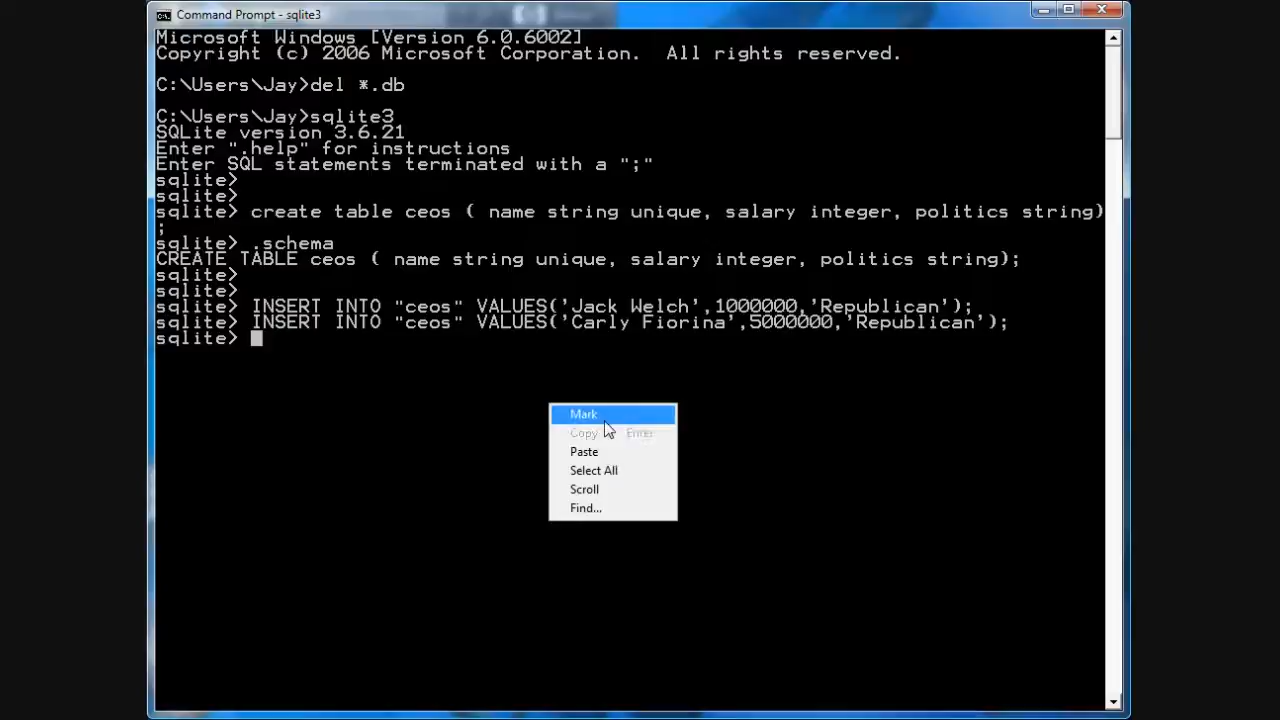 Command Prompt - sqlite3
Microsoft Windows [Version 6.0.6002]
Copyright (c) 2006 Microsoft Corporation.  All rights reserved.
C:\Users\Jay>del *.db
C:\Users\Jay>sqlite3
SQLite version 3.6.21
Enter ".help" for instructions
Enter SQL statements terminated with a ";"
sqlite>
sqlite>
sqlite> create table ceos ( name string unique, salary integer, politics string)
;
sqlite> .schema
CREATE TABLE ceos ( name string unique, salary integer, politics string);
sqlite>
sqlite>
sqlite> INSERT INTO "ceos" VALUES('Jack Welch',1000000,'Republican');
sqlite> INSERT INTO "ceos" VALUES('Carly Fiorina',5000000,'Republican');
sqlite>
Mark
Copy Enter
Paste
Select All
Scroll
Find...